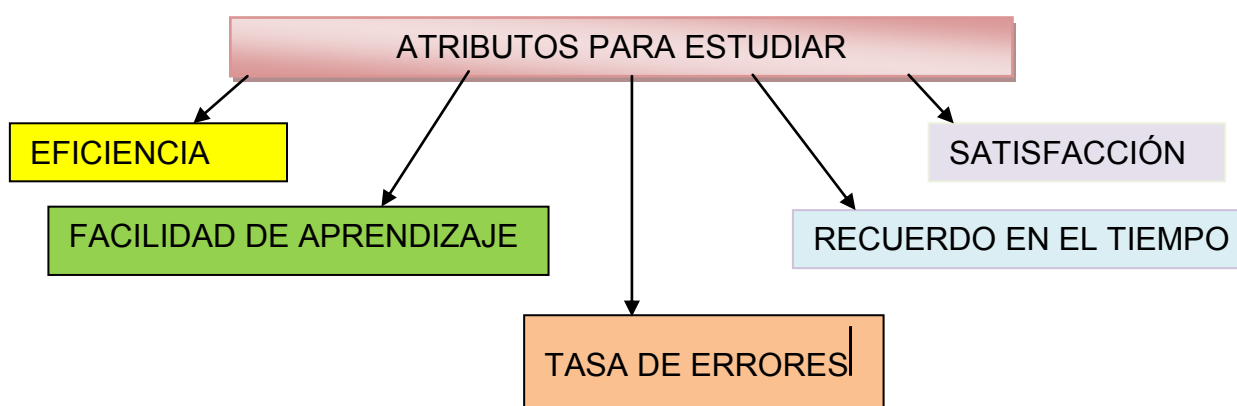 ATRIBUTOS PARA ESTUDIAR
EFICIENCIA
SATISFACCIÓN
FACILIDAD DE APRENDIZAJE
RECUERDO EN EL TIEMPO
TASA DE ERRORES